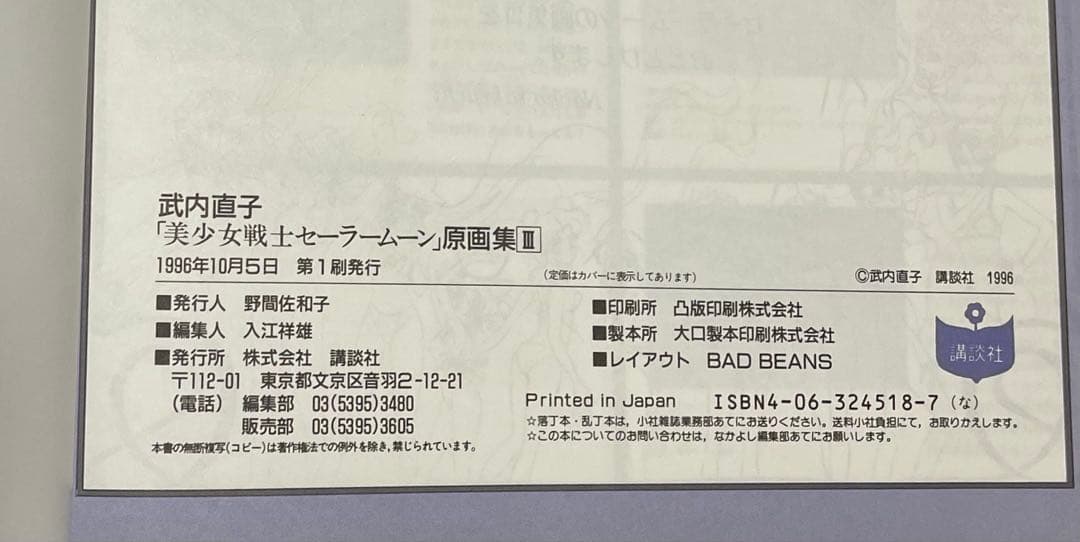 武内直子
「美少女戦士セーラームーン」原画集Ⅲ
1996年10月5日 第1刷発行
(定価はカバーに表示してあります)
©武内直子 講談社 1996
■発行人 野間佐和子
■編集人 入江祥雄
■発行所 株式会社 講談社
〒112-01 東京都文京区音羽2-12-21
(電話) 編集部 03(5395)3480
販売部 03(5395)3605
本書の無断複写(コピー)は著作権法での例外を除き,禁じられています。
■印刷所 凸版印刷株式会社
■製本所 大口製本印刷株式会社
■レイアウト BAD BEANS
講談社
Printed in Japan ISBN4-06-324518-7 (な)
☆落丁本・乱丁本は,小社雑誌業務部あてにお送りください。送料小社負担にて,お取りかえします。
☆この本についてのお問い合わせは,なかよし編集部あてにお願いします。